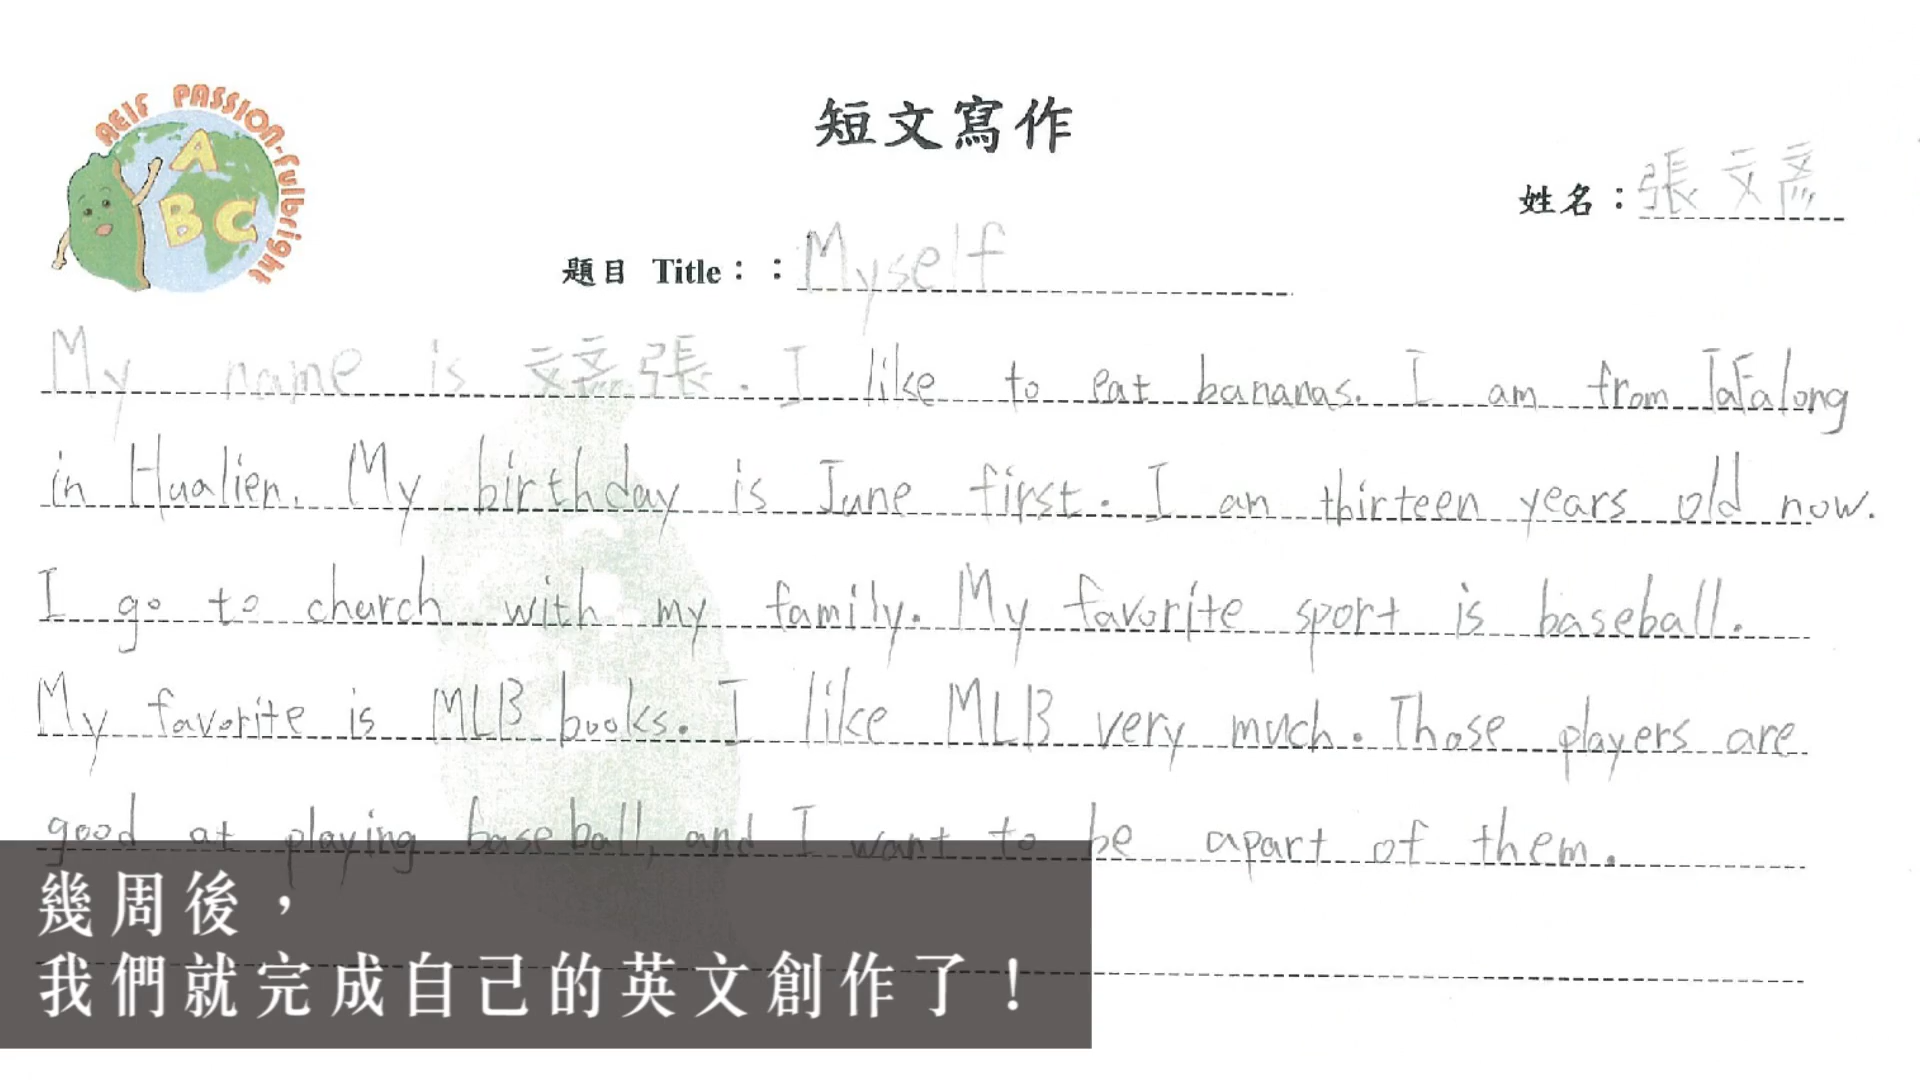 AEIF PASSION-Fulbright
A
B C
短文寫作
姓名：張文彥
題目 Title：：Myself
My name is 文彥張. I like to eat bananas. I am from TaFalong
in Hualien. My birthday is June first. I am thirteen years old now.
I go to church with my family. My favorite sport is baseball.
My favorite is MLB books. I like MLB very much. Those players are
good at playing baseball, and I want to be apart of them.
幾周後，
我們就完成自己的英文創作了！